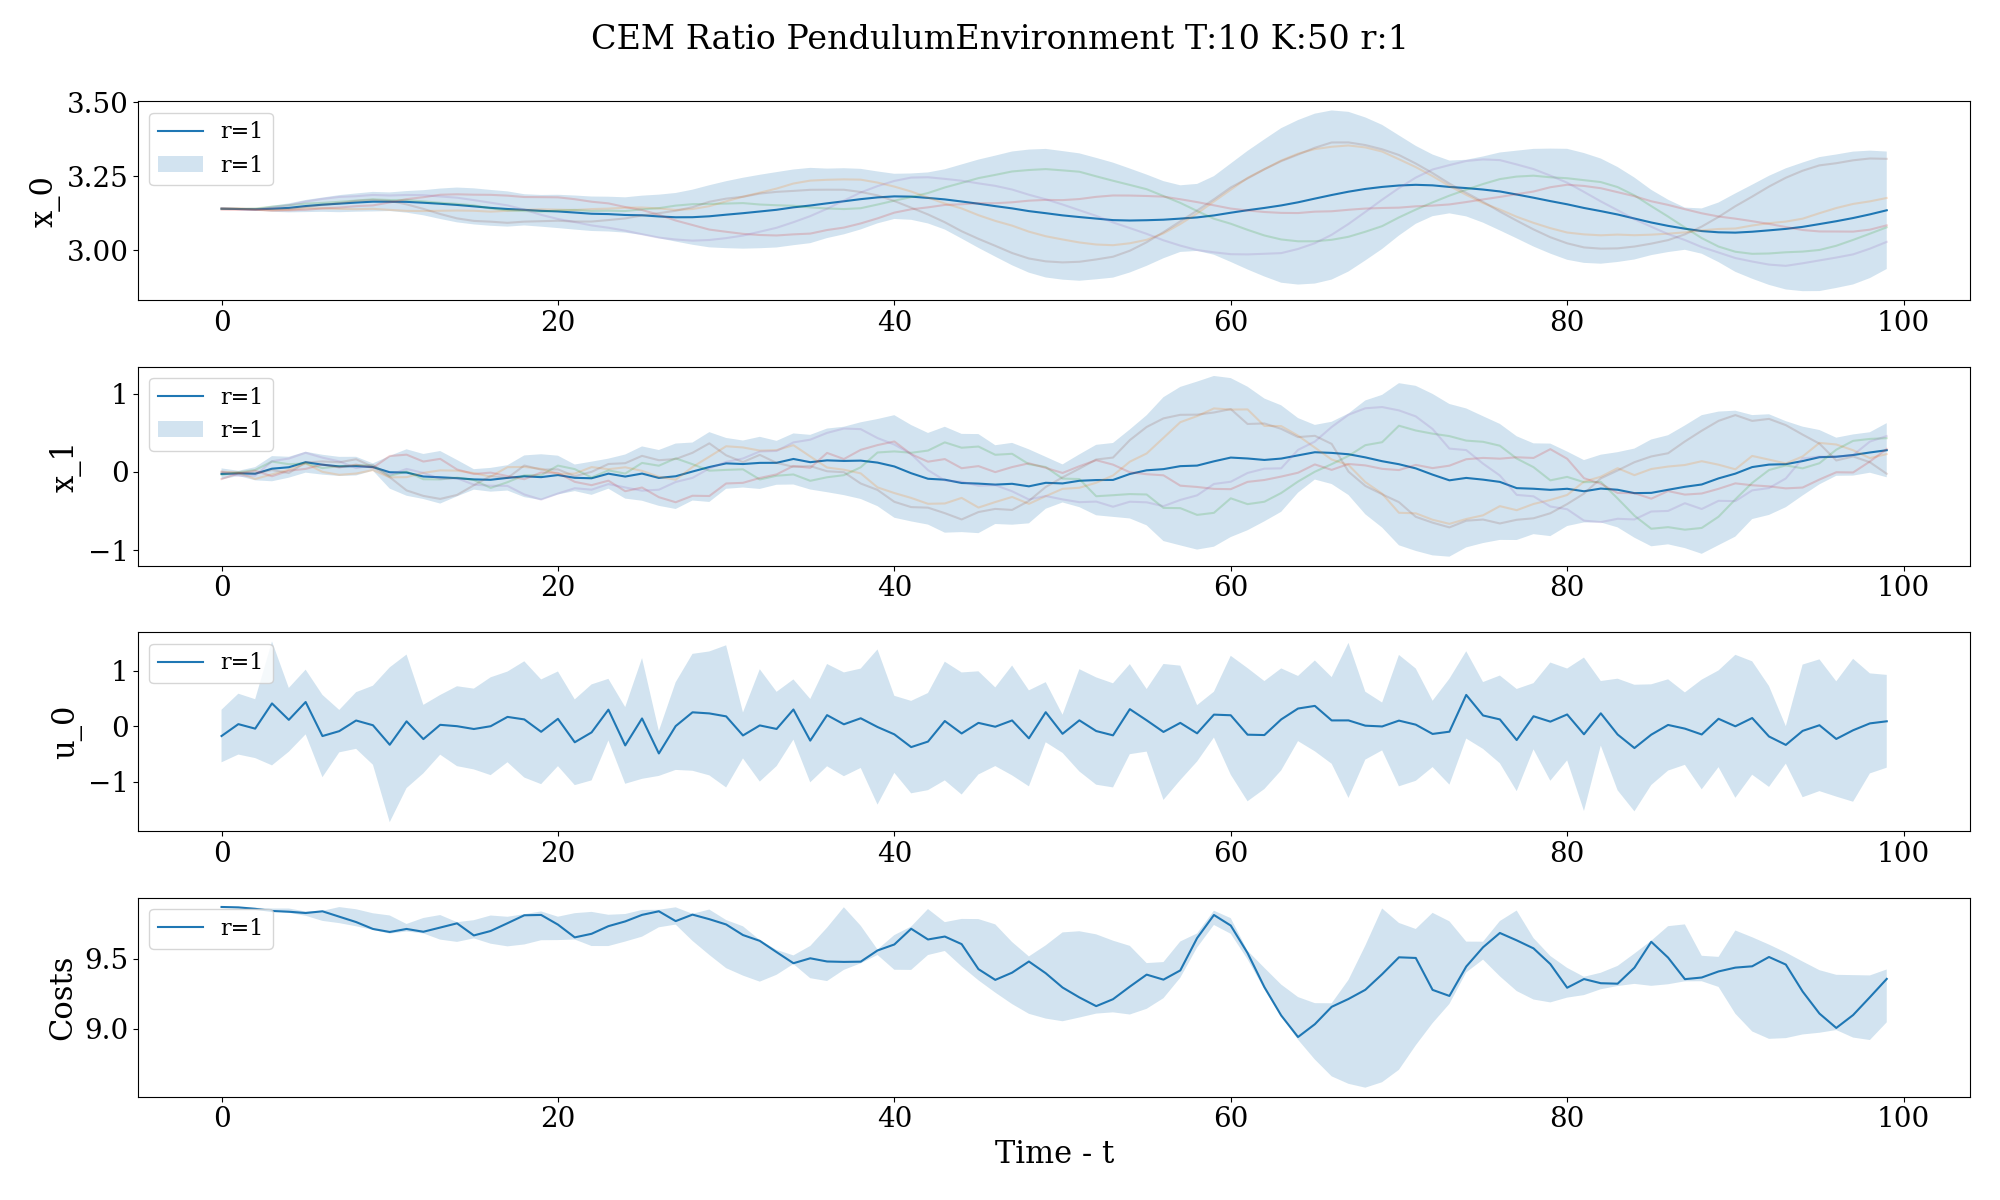 CEM Ratio PendulumEnvironment T:10 K:50 r:1
x_0
3.50
3.25
3.00
r=1
r=1
0 20 40 60 80 100
x_1
1
0
−1
r=1
r=1
0 20 40 60 80 100
u_0
1
0
−1
r=1
0 20 40 60 80 100
Costs
9.5
9.0
r=1
0 20 40 60 80 100
Time - t